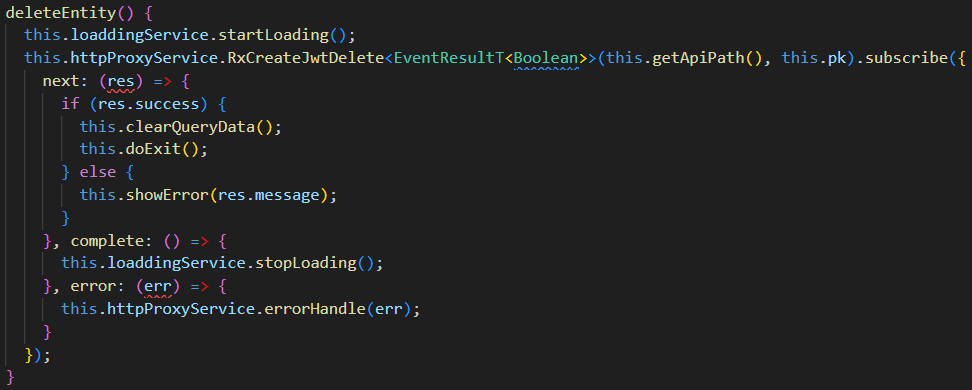 deleteEntity() {
this.loaddingService.startLoading();
this.httpProxyService.RxCreateJwtDelete<EventResultT<Boolean>>(this.getApiPath(), this.pk).subscribe({
next: (res) => {
if (res.success) {
this.clearQueryData();
this.doExit();
} else {
this.showError(res.message);
}
}, complete: () => {
this.loaddingService.stopLoading();
}, error: (err) => {
this.httpProxyService.errorHandle(err);
}
});
}